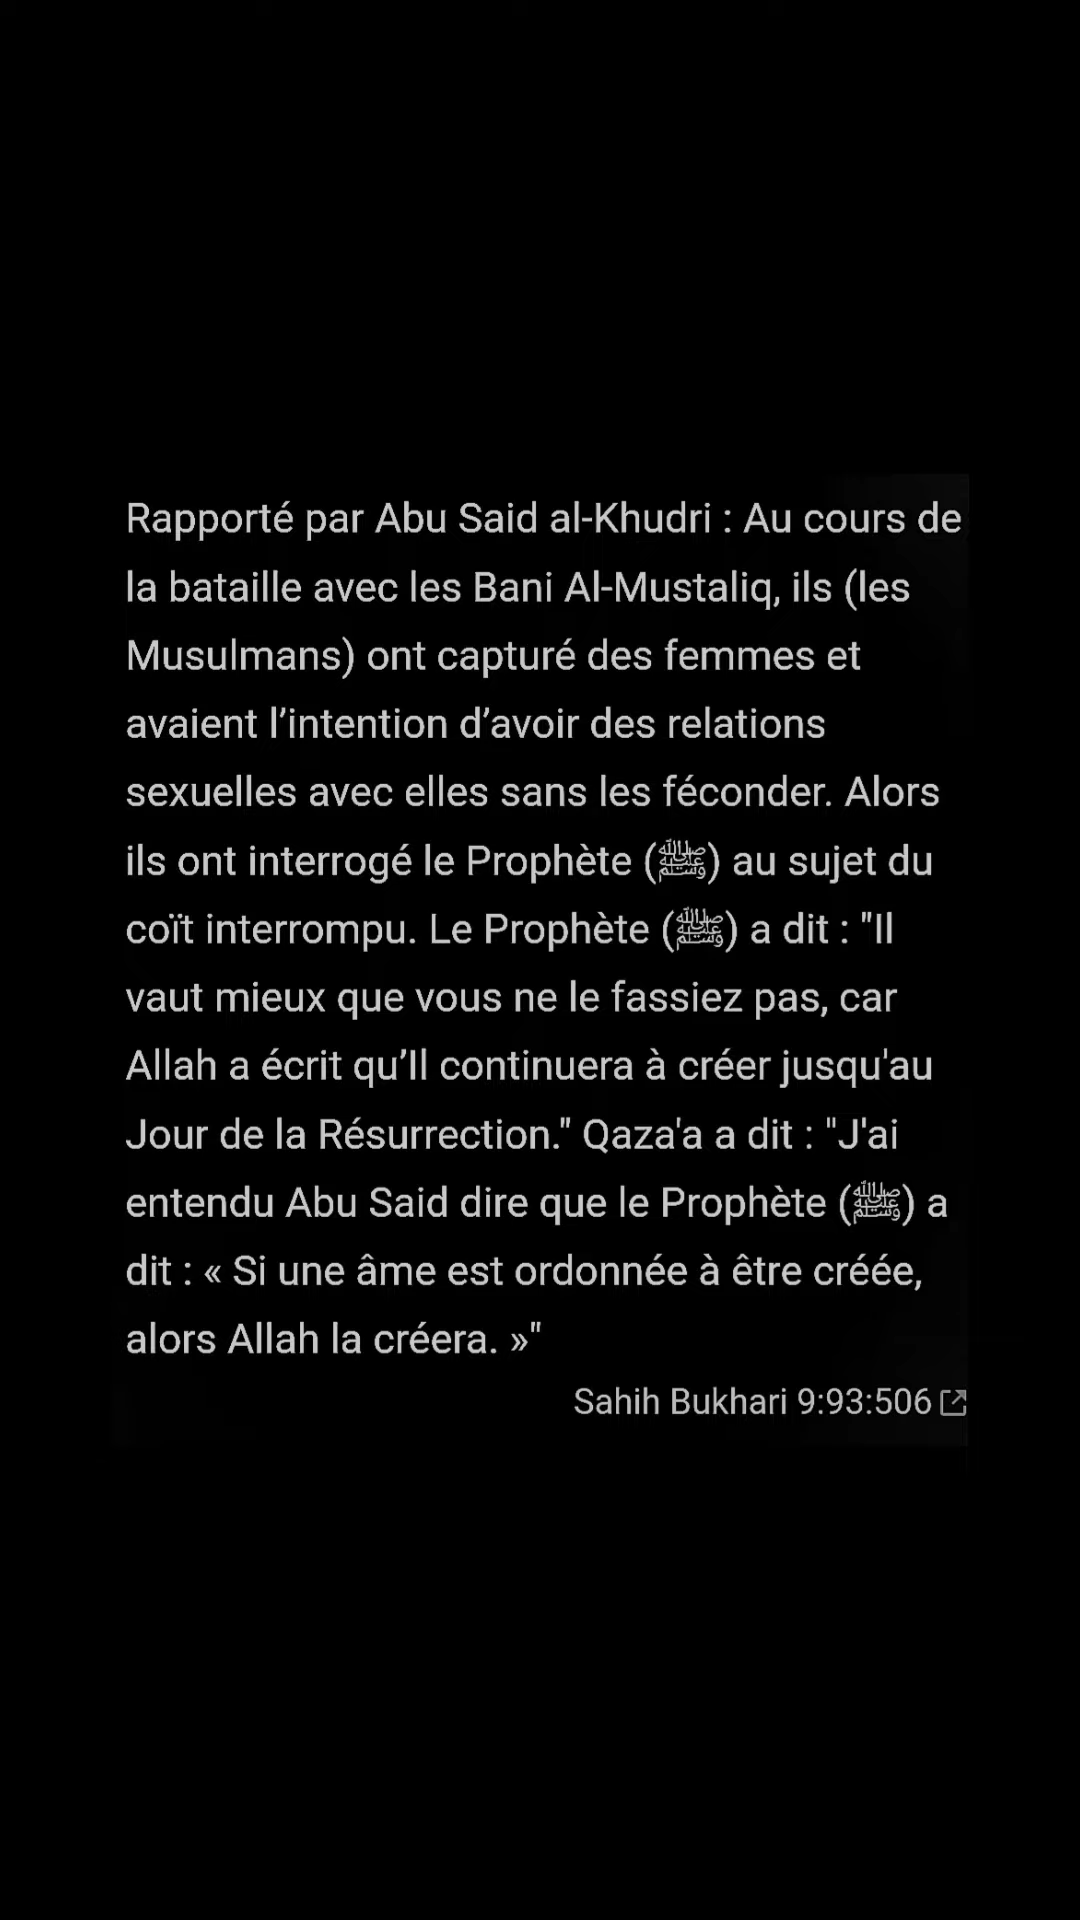 Rapporté par Abu Said al-Khudri : Au cours de
la bataille avec les Bani Al-Mustaliq, ils (les
Musulmans) ont capturé des femmes et
avaient l’intention d’avoir des relations
sexuelles avec elles sans les féconder. Alors
ils ont interrogé le Prophète (ﷺ) au sujet du
coït interrompu. Le Prophète (ﷺ) a dit : "Il
vaut mieux que vous ne le fassiez pas, car
Allah a écrit qu’Il continuera à créer jusqu'au
Jour de la Résurrection." Qaza'a a dit : "J'ai
entendu Abu Said dire que le Prophète (ﷺ) a
dit : « Si une âme est ordonnée à être créée,
alors Allah la créera. »"
Sahih Bukhari 9:93:506